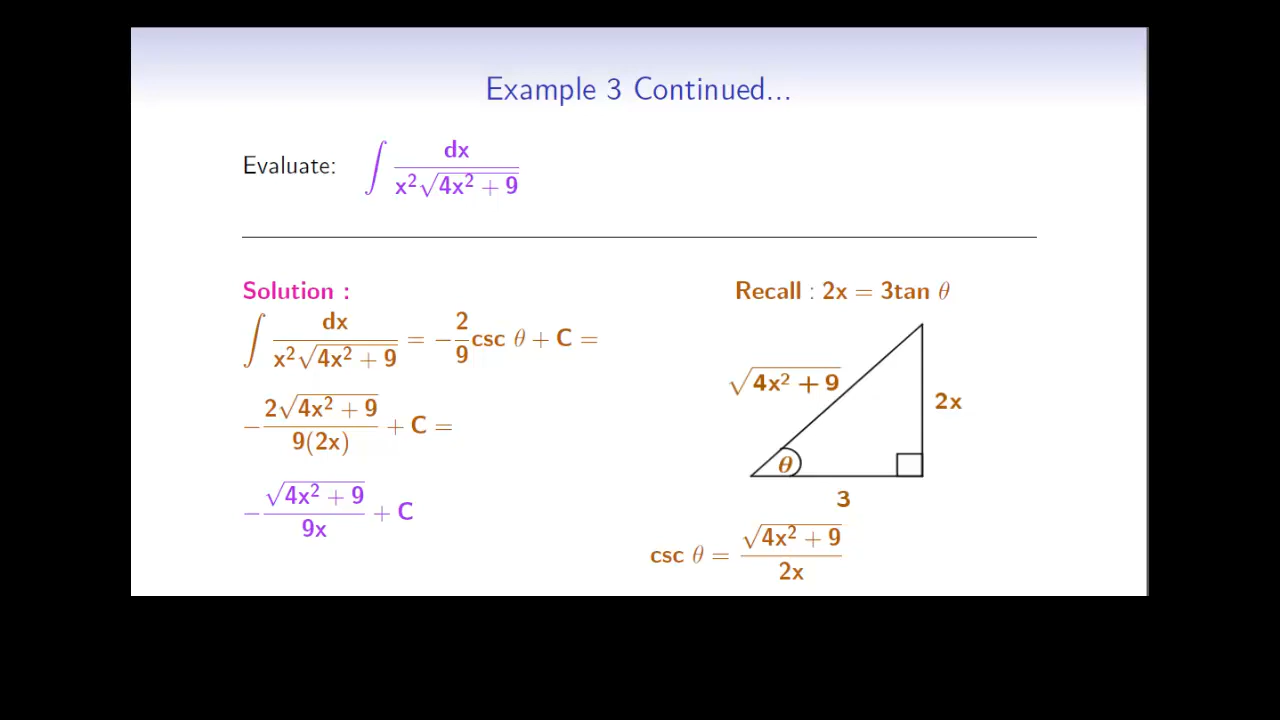 Example 3 Continued...
Evaluate: ∫ dx / (x²√(4x² + 9))
Solution :
∫ dx / (x²√(4x² + 9)) = −(2/9) csc θ + C =
−(2√(4x² + 9)) / (9(2x)) + C =
−√(4x² + 9) / (9x) + C
Recall : 2x = 3tan θ
√(4x² + 9)
2x
θ
3
csc θ = √(4x² + 9) / (2x)